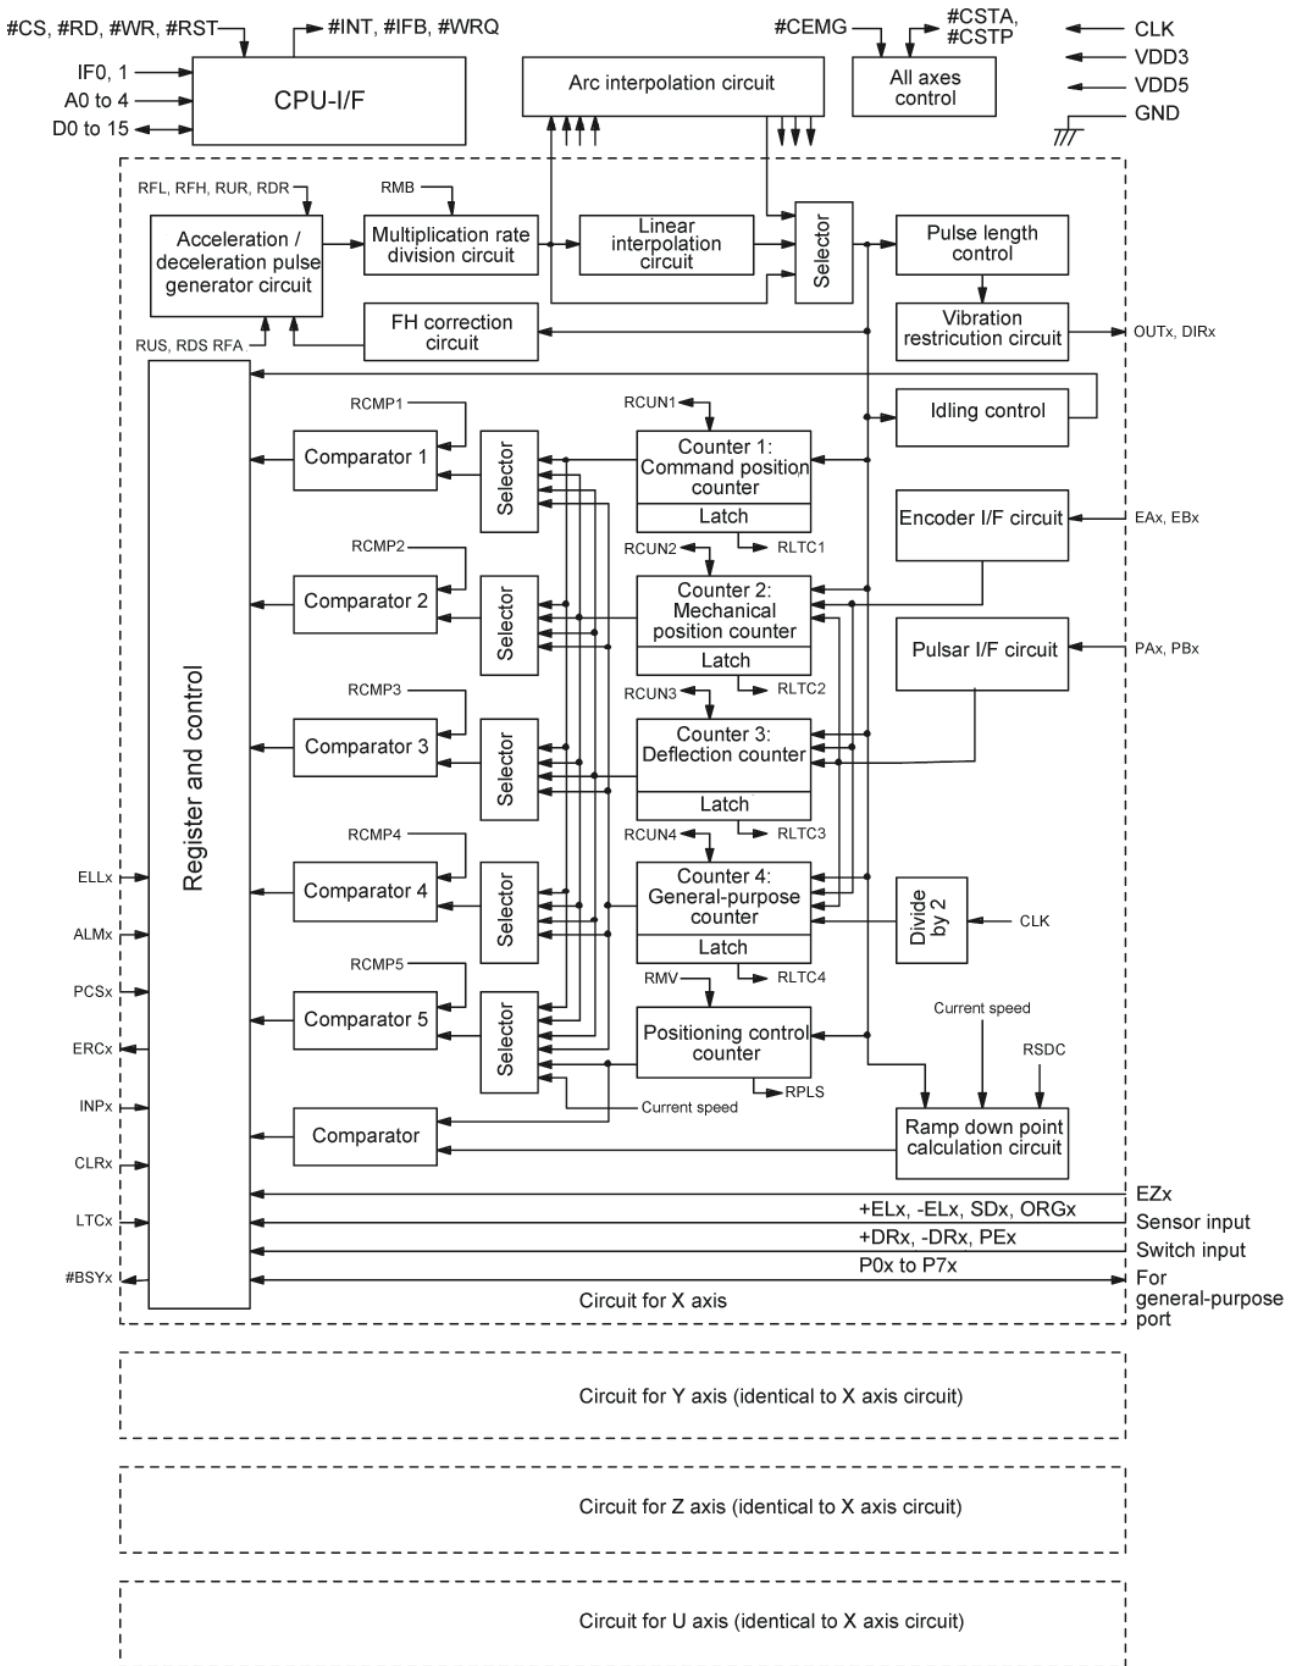 #CS, #RD, #WR, #RST
#INT, #IFB, #WRQ
#CEMG
#CSTA,
#CSTP
CLK
IF0, 1
A0 to 4
D0 to 15
CPU-I/F
Arc interpolation circuit
All axes
control
VDD3
VDD5
GND
RFL, RFH, RUR, RDR
RMB
Acceleration /
deceleration pulse
generator circuit
Multiplication rate
division circuit
Linear
interpolation
circuit
Selector
Pulse length
control
FH correction
circuit
Vibration
restricution circuit
OUTx, DIRx
RUS, RDS RFA
Register and control
Idling control
RCMP1
Comparator 1
Selector
RCUN1
Counter 1:
Command position
counter
Latch
RLTC1
Encoder I/F circuit
EAx, EBx
RCMP2
Comparator 2
Selector
RCUN2
Counter 2:
Mechanical
position counter
Latch
RLTC2
Pulsar I/F circuit
PAx, PBx
RCMP3
Comparator 3
Selector
RCUN3
Counter 3:
Deflection counter
Latch
RLTC3
RCMP4
Comparator 4
Selector
RCUN4
Counter 4:
General-purpose
counter
Latch
RLTC4
Divide
by 2
CLK
RCMP5
Comparator 5
Selector
RMV
Positioning control
counter
RPLS
Current speed
Current speed
RSDC
Comparator
Ramp down point
calculation circuit
ELLx
ALMx
PCSx
ERCx
INPx
CLRx
LTCx
#BSYx
EZx
+ELx, -ELx, SDx, ORGx
Sensor input
+DRx, -DRx, PEx
Switch input
P0x to P7x
For
general-purpose
port
Circuit for X axis
Circuit for Y axis (identical to X axis circuit)
Circuit for Z axis (identical to X axis circuit)
Circuit for U axis (identical to X axis circuit)